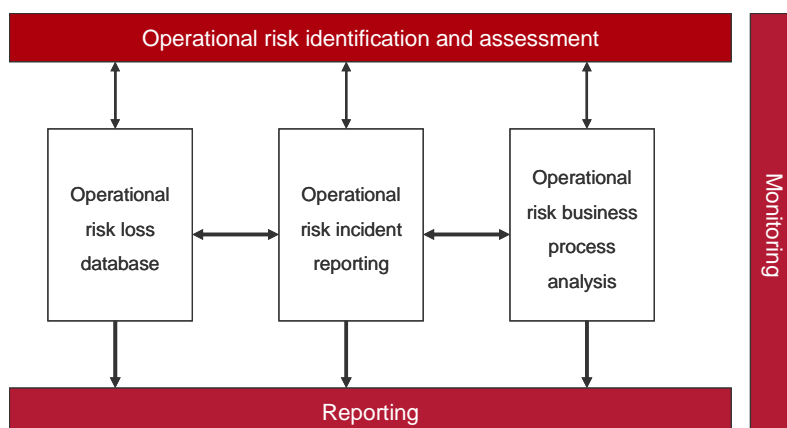 Operational risk identification and assessment
Operational
risk loss
database
Operational
risk incident
reporting
Operational
risk business
process
analysis
Monitoring
Reporting